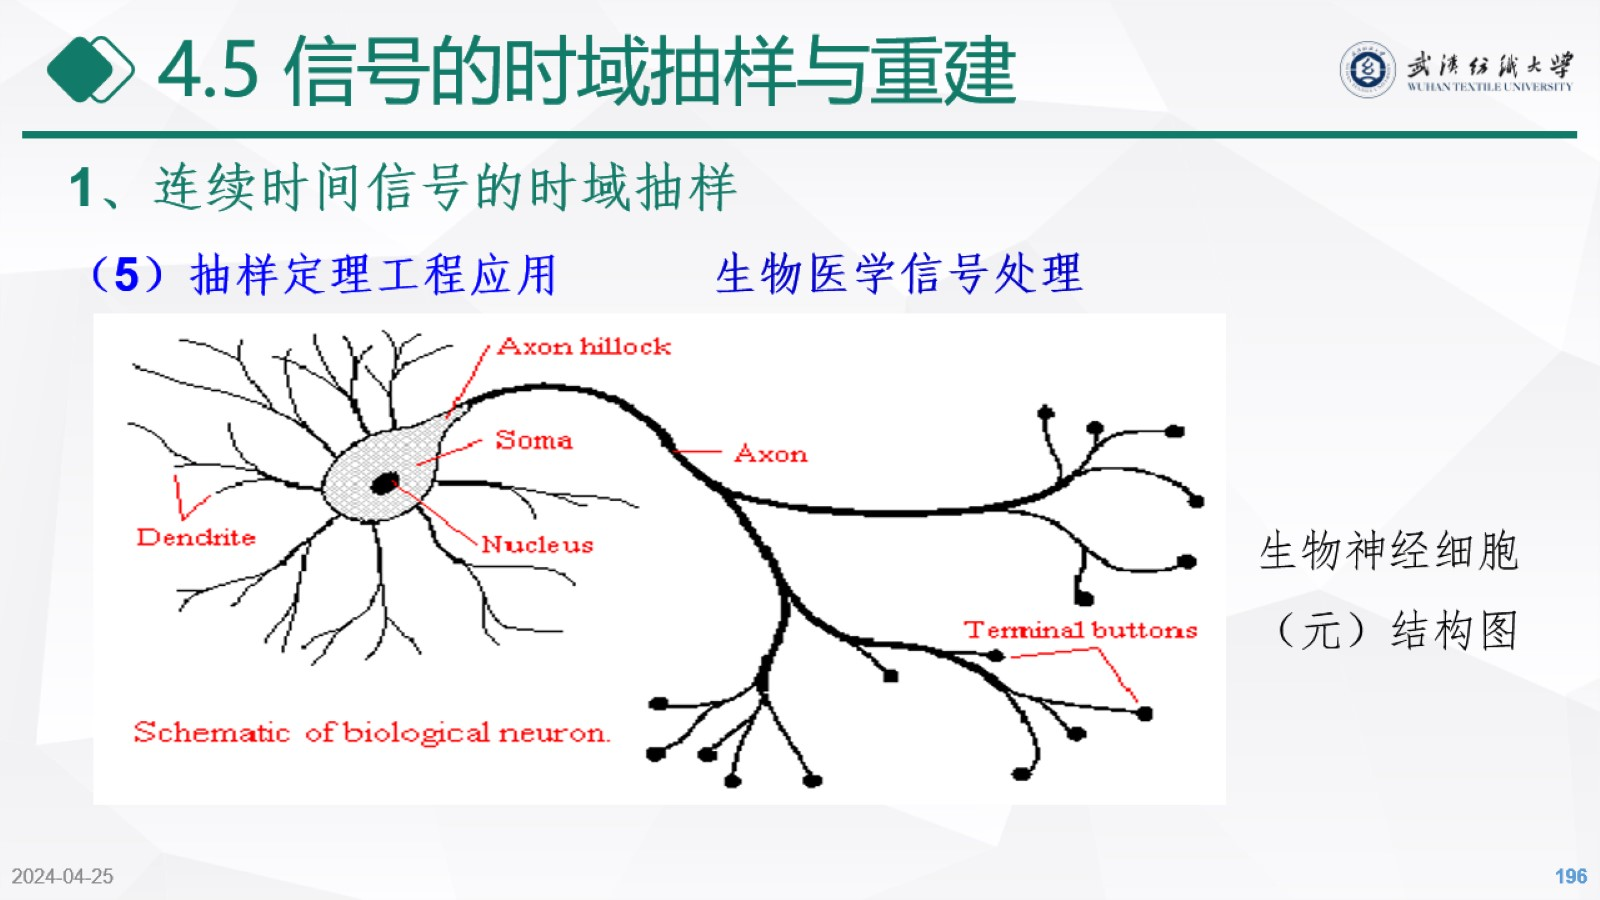 4.5 信号的时域抽样与重建
武汉纺织大学
WUHAN TEXTILE UNIVERSITY
1、连续时间信号的时域抽样
（5）抽样定理工程应用 生物医学信号处理
Axon hillock
Soma
Axon
Dendrite
Nucleus
生物神经细胞
（元）结构图
Terminal buttons
Schematic of biological neuron.
2024-04-25
196